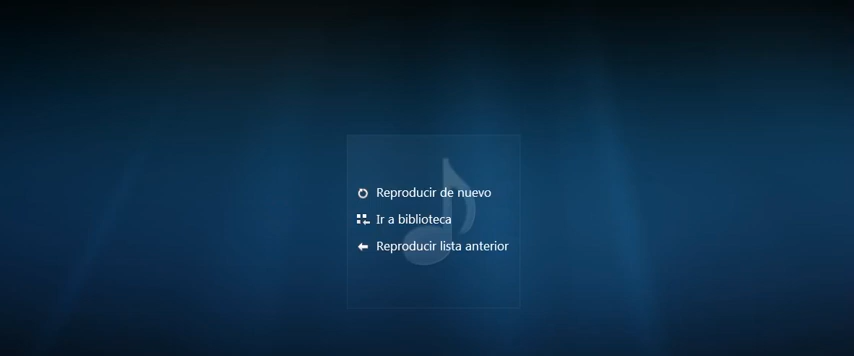 Reproducir de nuevo
Ir a biblioteca
Reproducir lista anterior